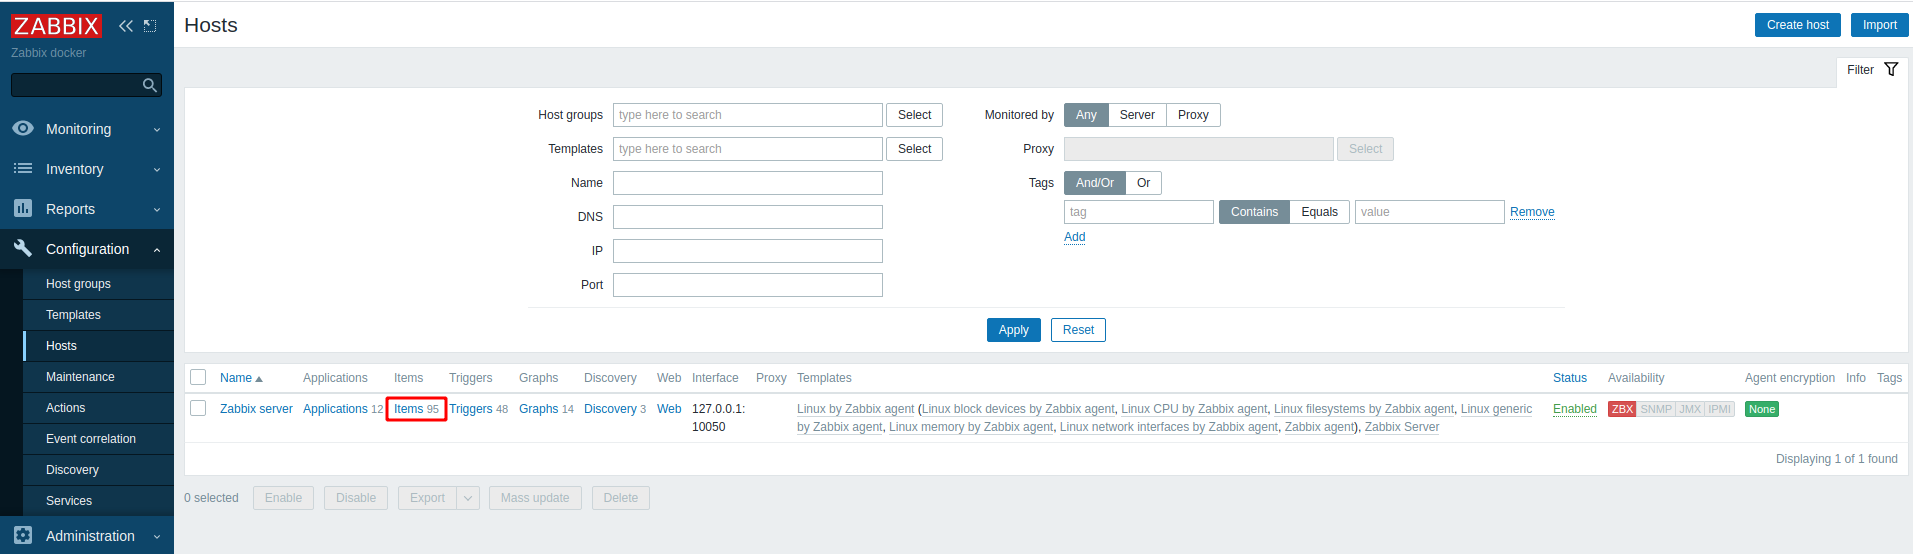 ZABBIX
Zabbix docker
Monitoring
Inventory
Reports
Configuration
Host groups
Templates
Hosts
Maintenance
Actions
Event correlation
Discovery
Services
Administration
Hosts
Create host Import
Filter
Host groups type here to search Select
Templates type here to search Select
Name
DNS
IP
Port
Monitored by Any Server Proxy
Proxy Select
Tags And/Or Or
tag Contains Equals value Remove
Add
Apply Reset
Name Applications Items Triggers Graphs Discovery Web Interface Proxy Templates Status Availability Agent encryption Info Tags
Zabbix server Applications 12 Items 95 Triggers 48 Graphs 14 Discovery 3 Web 127.0.0.1: Linux by Zabbix agent (Linux block devices by Zabbix agent, Linux CPU by Zabbix agent, Linux filesystems by Zabbix agent, Linux generic Enabled ZBX SNMP JMX IPMI None
10050 by Zabbix agent, Linux memory by Zabbix agent, Linux network interfaces by Zabbix agent, Zabbix agent), Zabbix Server
Displaying 1 of 1 found
0 selected Enable Disable Export Mass update Delete